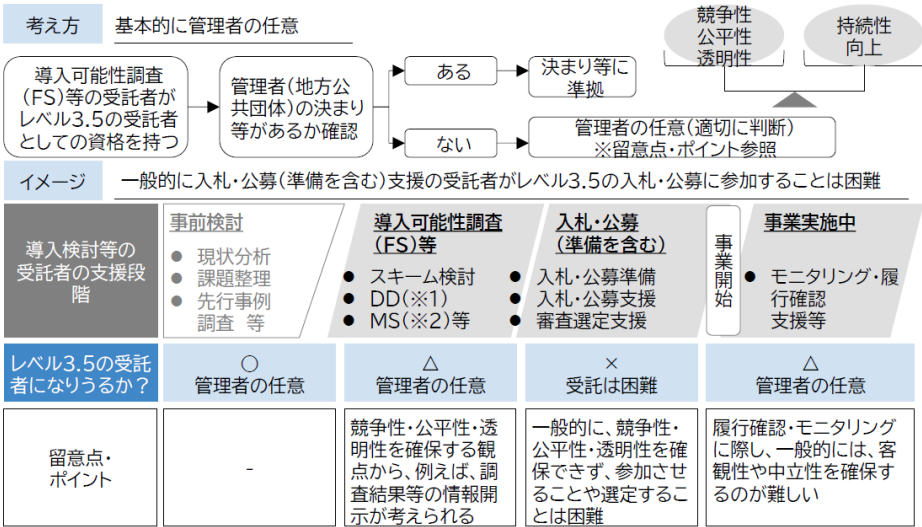 考え方
基本的に管理者の任意
競争性
公平性
透明性
持続性
向上
導入可能性調査
(FS)等の受託者が
レベル3.5の受託者
としての資格を持つ
管理者(地方公
共団体)の決まり
等があるか確認
ある
決まり等に
準拠
ない
管理者の任意(適切に判断)
※留意点・ポイント参照
イメージ
一般的に入札・公募(準備を含む)支援の受託者がレベル3.5の入札・公募に参加することは困難
導入検討等の
受託者の支援段
階
事前検討
● 現状分析
● 課題整理
● 先行事例
調査 等
導入可能性調査
(FS)等
● スキーム検討
● DD(※1)
● MS(※2)等
入札・公募
(準備を含む)
● 入札・公募準備
● 入札・公募支援
● 審査選定支援
事業開始
事業実施中
● モニタリング・履
行確認
支援等
レベル3.5の受託
者になりうるか?
○
管理者の任意
△
管理者の任意
×
受託は困難
△
管理者の任意
留意点・
ポイント
-
競争性・公平性・透
明性を確保する観
点から、例えば、調
査結果等の情報開
示が考えられる
一般的に、競争性・
公平性・透明性を確
保できず、参加させ
ることや選定するこ
とは困難
履行確認・モニタリング
に際し、一般的には、客
観性や中立性を確保す
るのが難しい